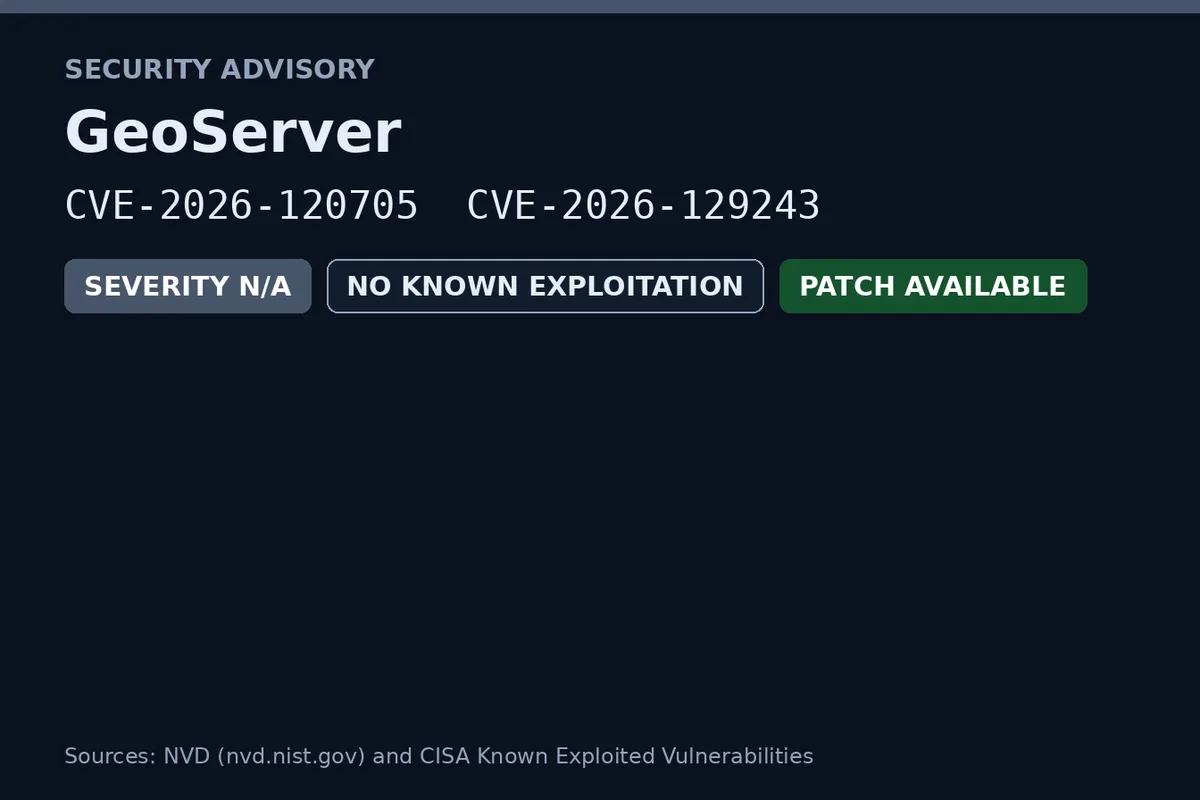 SECURITY ADVISORY
GeoServer
CVE-2026-120705 CVE-2026-129243
SEVERITY N/A NO KNOWN EXPLOITATION PATCH AVAILABLE
Sources: NVD (nvd.nist.gov) and CISA Known Exploited Vulnerabilities